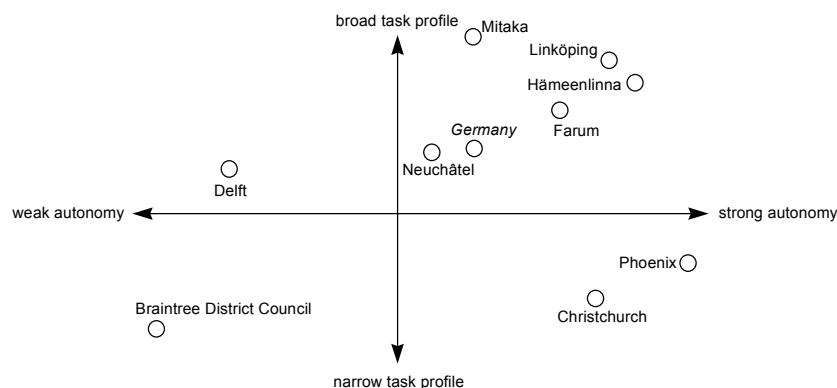 broad task profile
Mitaka
Linköping
Hämeenlinna
Germany
Farum
Neuchâtel
Delft
weak autonomy
strong autonomy
Phoenix
Braintree District Council
Christchurch
narrow task profile